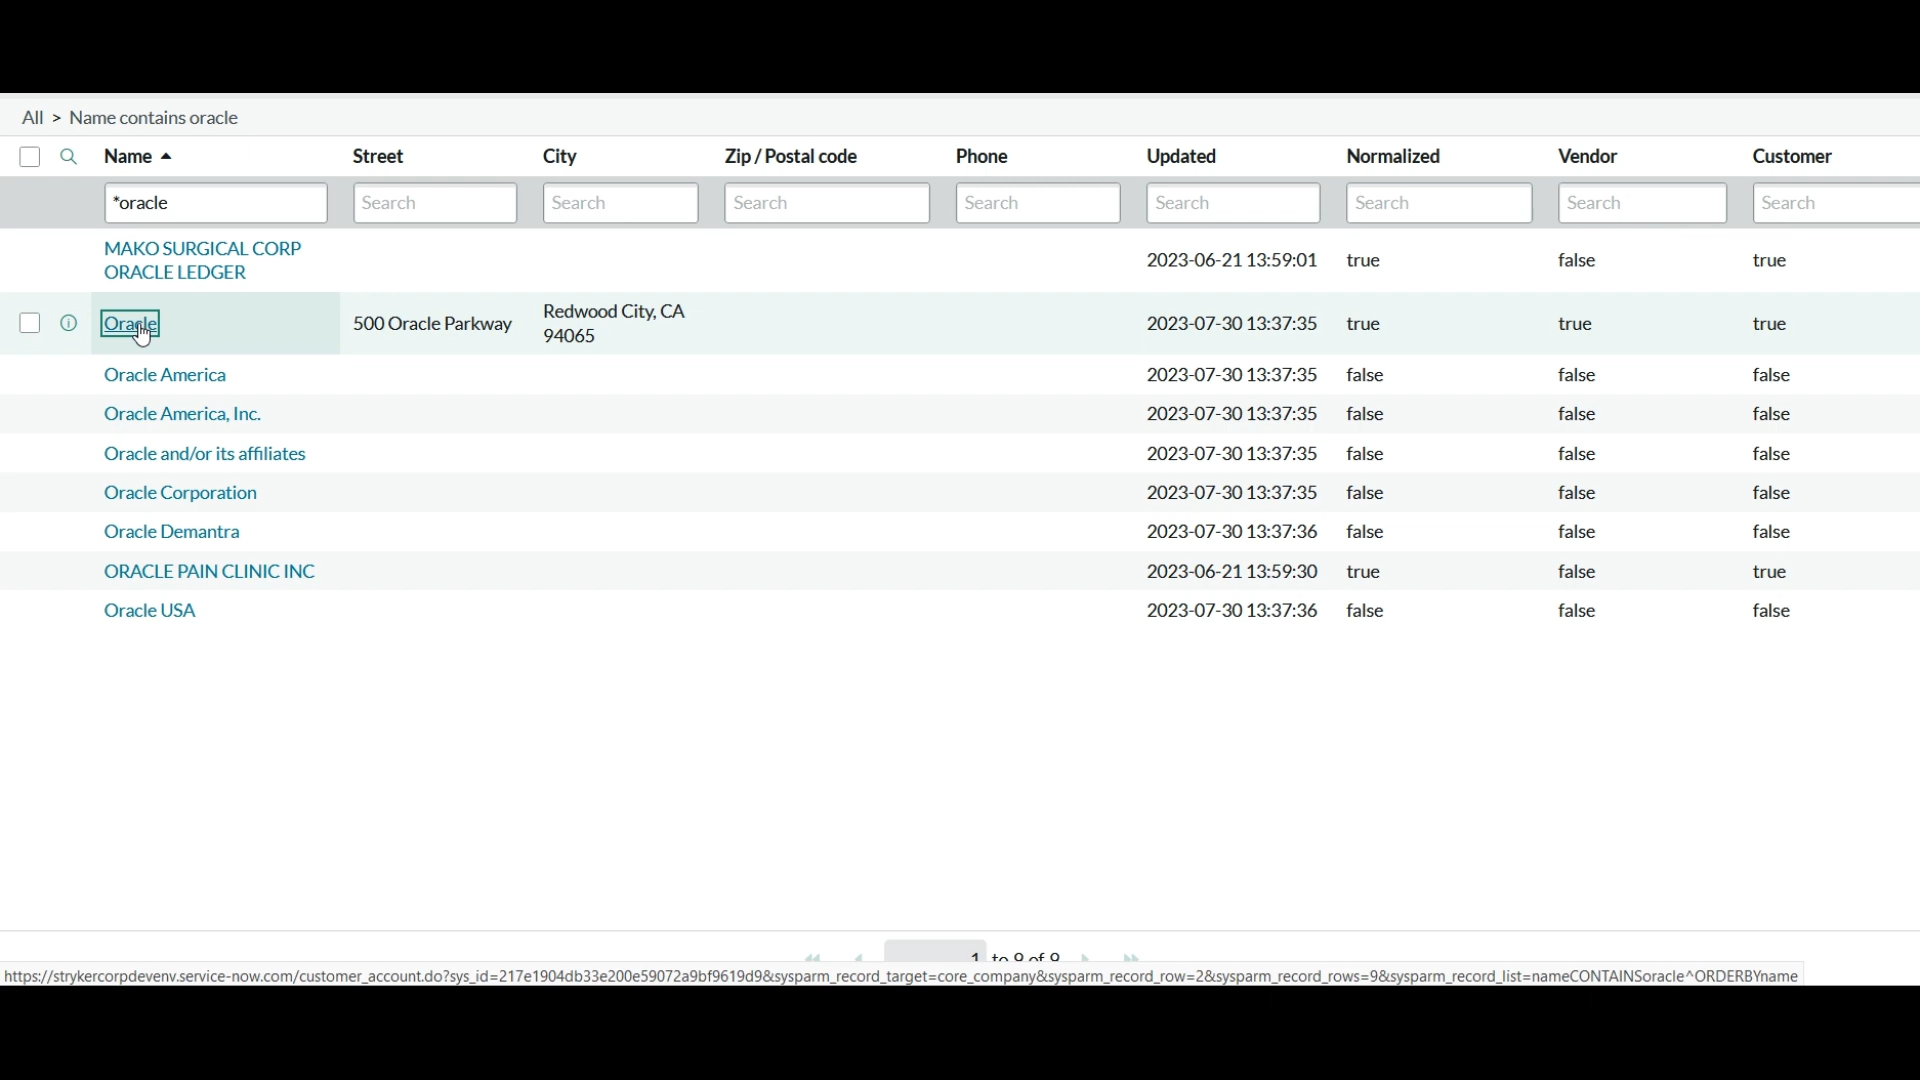 All > Name contains oracle
Name Street City Zip / Postal code Phone Updated Normalized Vendor Customer
*oracle Search Search Search Search Search Search Search Search
MAKO SURGICAL CORP
ORACLE LEDGER 2023-06-21 13:59:01 true false true
Oracle 500 Oracle Parkway Redwood City, CA
94065 2023-07-30 13:37:35 true true true
Oracle America 2023-07-30 13:37:35 false false false
Oracle America, Inc. 2023-07-30 13:37:35 false false false
Oracle and/or its affiliates 2023-07-30 13:37:35 false false false
Oracle Corporation 2023-07-30 13:37:35 false false false
Oracle Demantra 2023-07-30 13:37:36 false false false
ORACLE PAIN CLINIC INC 2023-06-21 13:59:30 true false true
Oracle USA 2023-07-30 13:37:36 false false false
1 to 9 of 9
https://strykercorpdevenv.service-now.com/customer_account.do?sys_id=217e1904db33e200e59072a9bf9619d9&sysparm_record_target=core_company&sysparm_record_row=2&sysparm_record_rows=9&sysparm_record_list=nameCONTAINSoracle^ORDERBYname